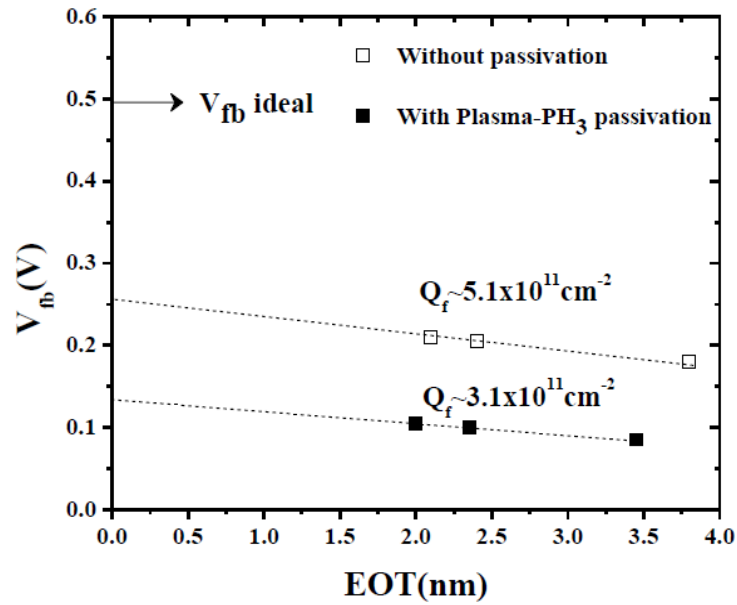 0.6
0.5
0.4
0.3
0.2
0.1
0.0
V_fb(V)
Without passivation
With Plasma-PH_3 passivation
V_fb ideal
Q_f~5.1x10^11cm^-2
Q_f~3.1x10^11cm^-2
0.0 0.5 1.0 1.5 2.0 2.5 3.0 3.5 4.0
EOT(nm)